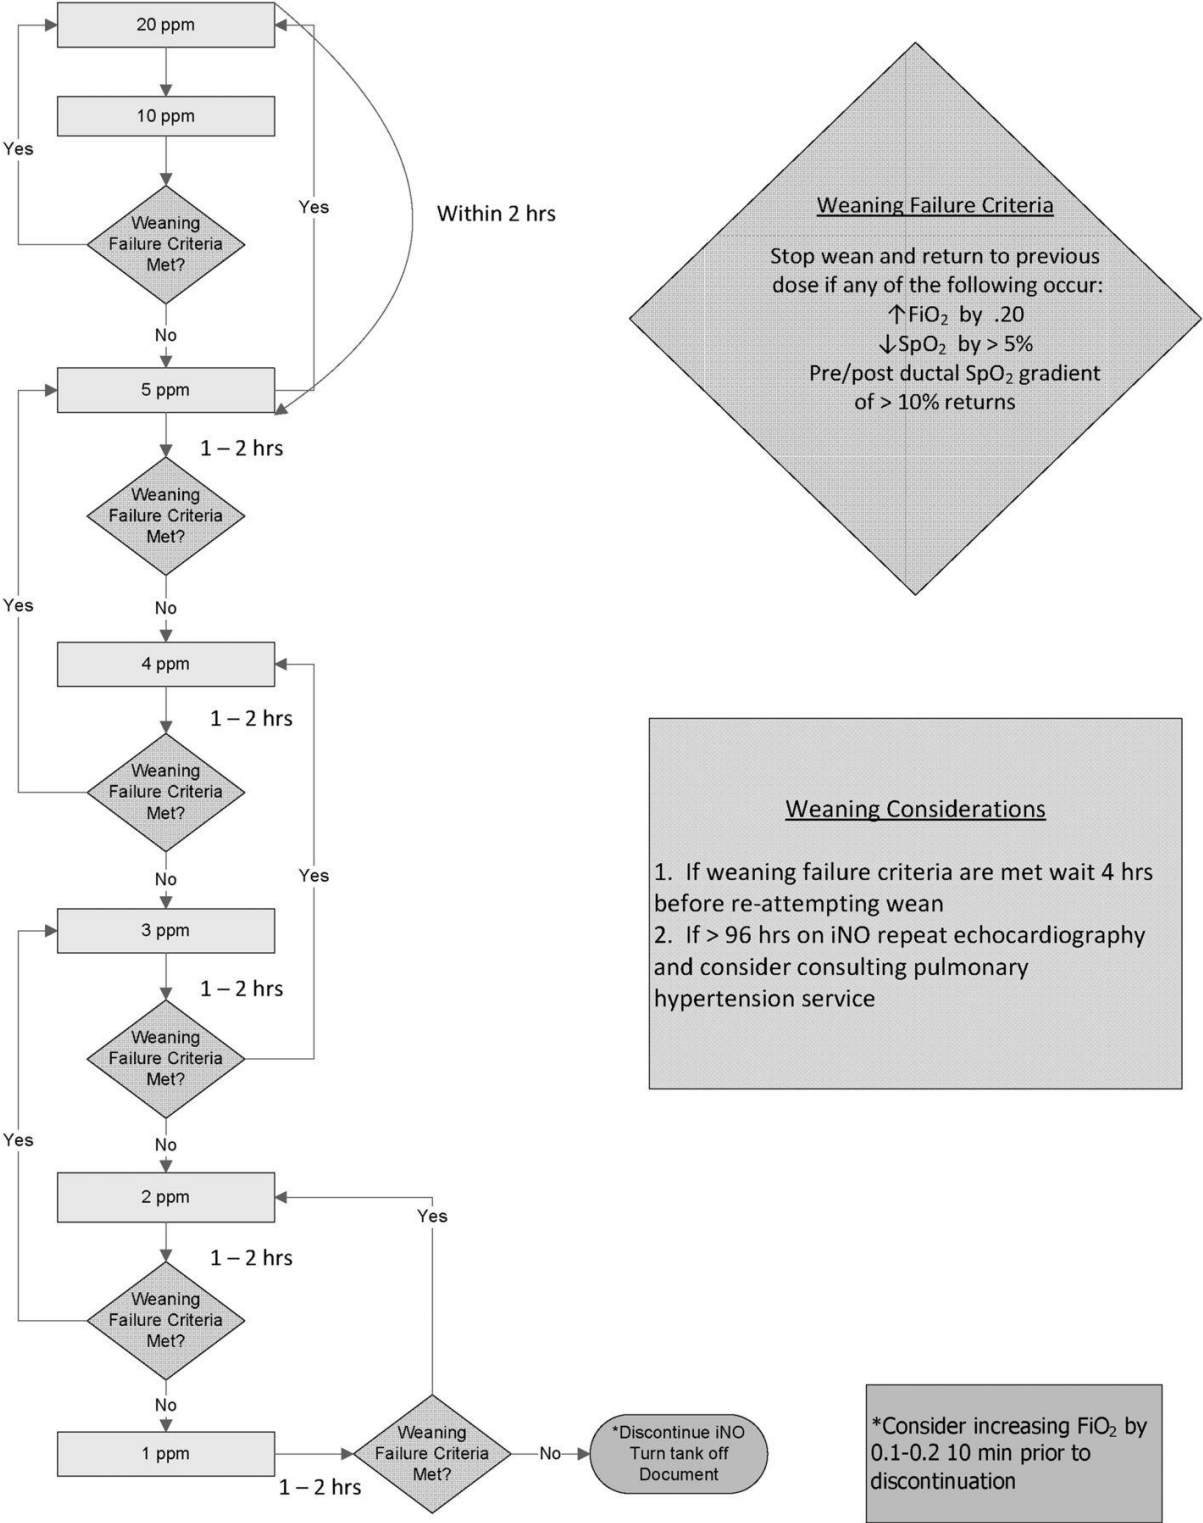 20 ppm
10 ppm
Yes
Weaning
Failure Criteria
Met?
Yes
Within 2 hrs
No
5 ppm
1 – 2 hrs
Weaning
Failure Criteria
Met?
Yes
No
4 ppm
1 – 2 hrs
Weaning
Failure Criteria
Met?
No
Yes
3 ppm
1 – 2 hrs
Weaning
Failure Criteria
Met?
Yes
No
2 ppm
Yes
1 – 2 hrs
Weaning
Failure Criteria
Met?
No
1 ppm
1 – 2 hrs
Weaning
Failure Criteria
Met?
No
*Discontinue iNO
Turn tank off
Document
Weaning Failure Criteria
Stop wean and return to previous
dose if any of the following occur:
↑FiO₂ by .20
↓SpO₂ by > 5%
Pre/post ductal SpO₂ gradient
of > 10% returns
Weaning Considerations
1. If weaning failure criteria are met wait 4 hrs
before re-attempting wean
2. If > 96 hrs on iNO repeat echocardiography
and consider consulting pulmonary
hypertension service
*Consider increasing FiO₂ by
0.1-0.2 10 min prior to
discontinuation